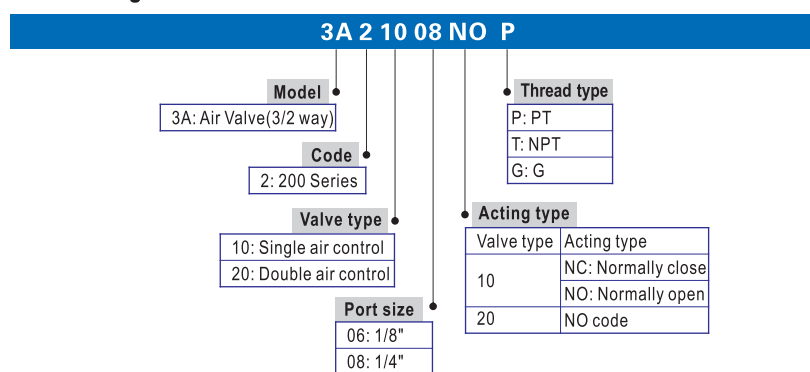 3A 2 10 08 NO P
Model
3A: Air Valve(3/2 way)
Code
2: 200 Series
Valve type
10: Single air control
20: Double air control
Port size
06: 1/8"
08: 1/4"
Thread type
P: PT
T: NPT
G: G
Acting type
Valve type Acting type
10
NC: Normally close
NO: Normally open
20 NO code